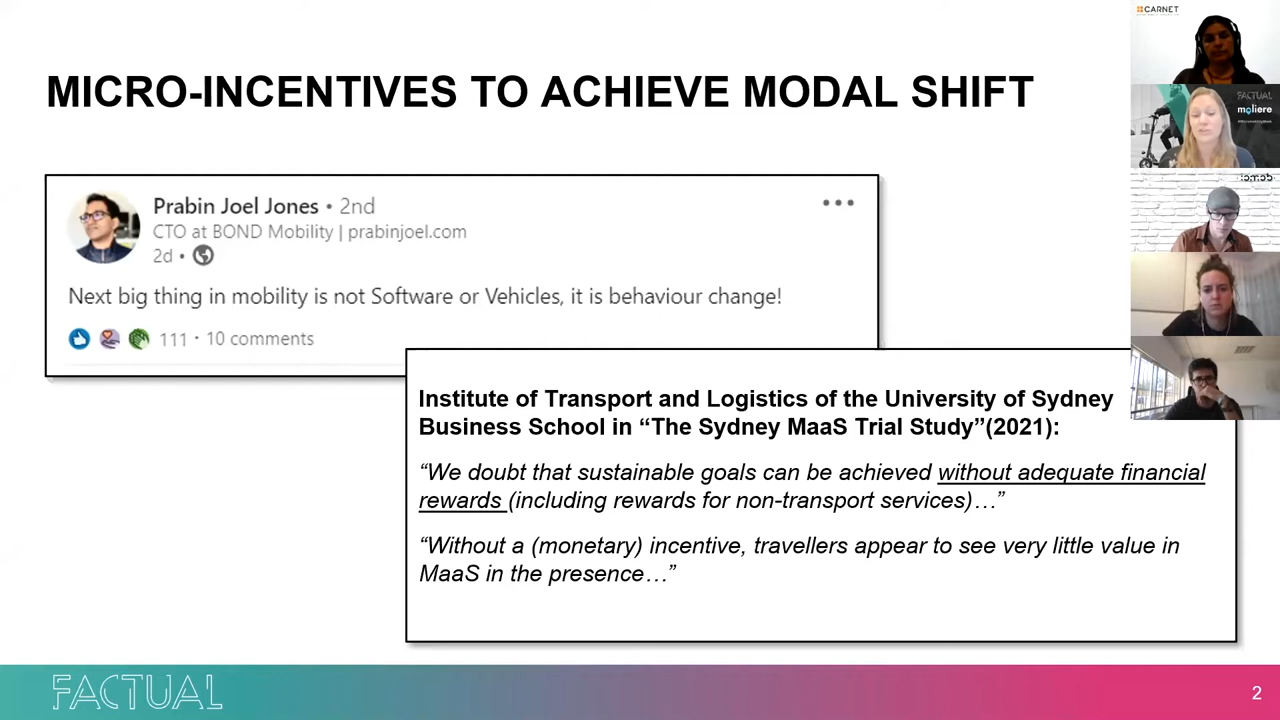 MICRO-INCENTIVES TO ACHIEVE MODAL SHIFT
Prabin Joel Jones • 2nd
CTO at BOND Mobility | prabinjoel.com
2d •
Next big thing in mobility is not Software or Vehicles, it is behaviour change!
111 · 10 comments
Institute of Transport and Logistics of the University of Sydney
Business School in “The Sydney MaaS Trial Study”(2021):
“We doubt that sustainable goals can be achieved without adequate financial
rewards (including rewards for non-transport services)…”
“Without a (monetary) incentive, travellers appear to see very little value in
MaaS in the presence…”
FACTUAL
2
CARNET
FACTUAL
moliere